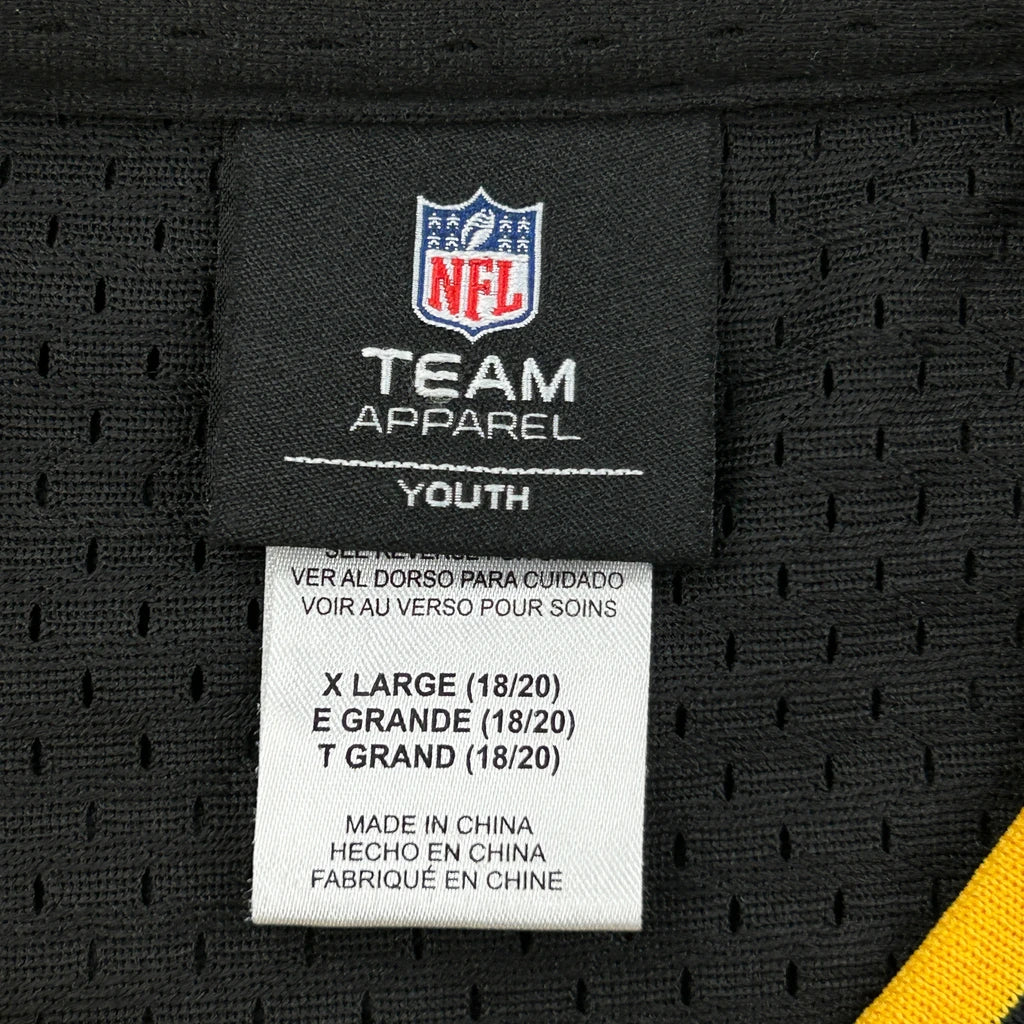 NFL
TEAM
APPAREL
YOUTH
VER AL DORSO PARA CUIDADO
VOIR AU VERSO POUR SOINS
X LARGE (18/20)
E GRANDE (18/20)
T GRAND (18/20)
MADE IN CHINA
HECHO EN CHINA
FABRIQUÉ EN CHINE